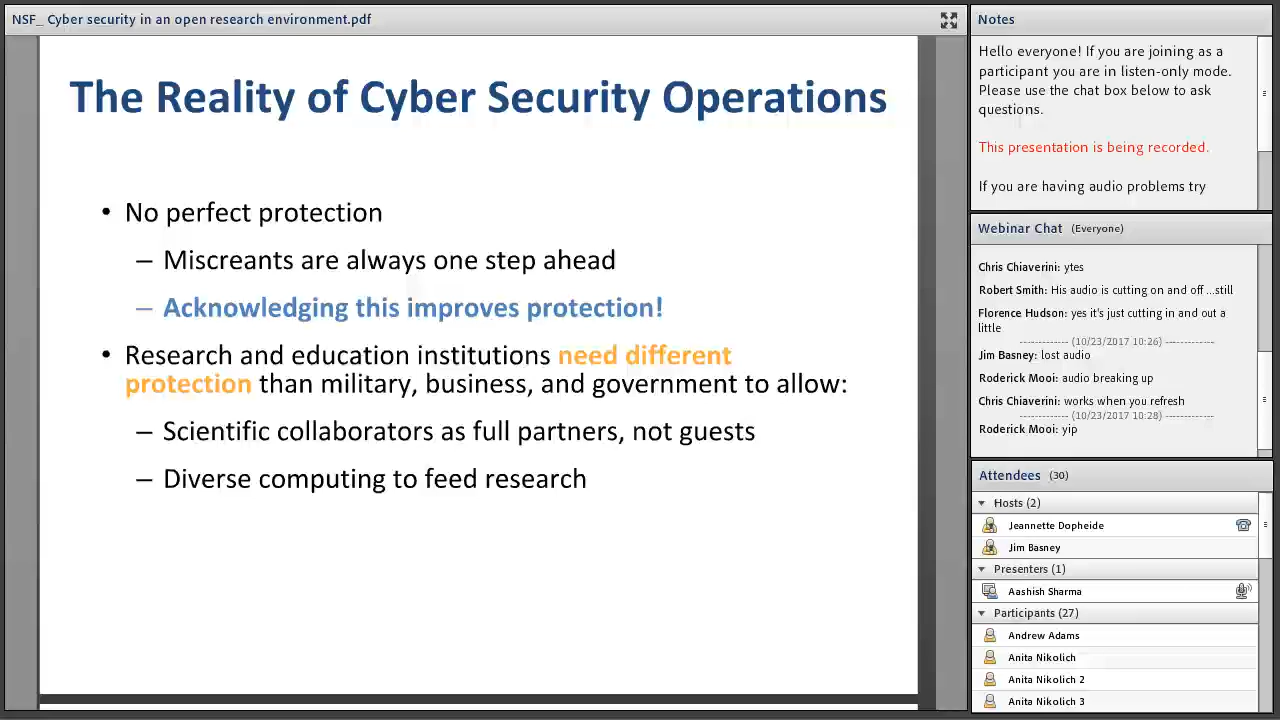 NSF_ Cyber security in an open research environment.pdf
The Reality of Cyber Security Operations
• No perfect protection
– Miscreants are always one step ahead
– Acknowledging this improves protection!
• Research and education institutions need different
protection than military, business, and government to allow:
– Scientific collaborators as full partners, not guests
– Diverse computing to feed research
Notes
Hello everyone! If you are joining as a
participant you are in listen-only mode.
Please use the chat box below to ask
questions.
This presentation is being recorded.
If you are having audio problems try
Webinar Chat (Everyone)
Chris Chiaverini: ytes
Robert Smith: His audio is cutting on and off ...still
Florence Hudson: yes it's just cutting in and out a
little
------------ (10/23/2017 10:26) ------------
Jim Basney: lost audio
Roderick Mooi: audio breaking up
Chris Chiaverini: works when you refresh
------------ (10/23/2017 10:28) ------------
Roderick Mooi: yip
Attendees (30)
Hosts (2)
Jeannette Dopheide
Jim Basney
Presenters (1)
Aashish Sharma
Participants (27)
Andrew Adams
Anita Nikolich
Anita Nikolich 2
Anita Nikolich 3